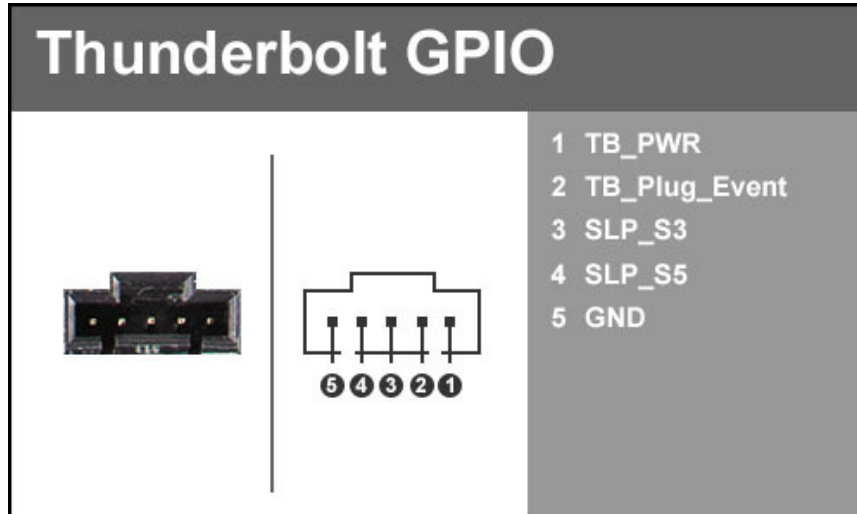 Thunderbolt GPIO
1 TB_PWR
2 TB_Plug_Event
3 SLP_S3
4 SLP_S5
5 GND
5 4 3 2 1